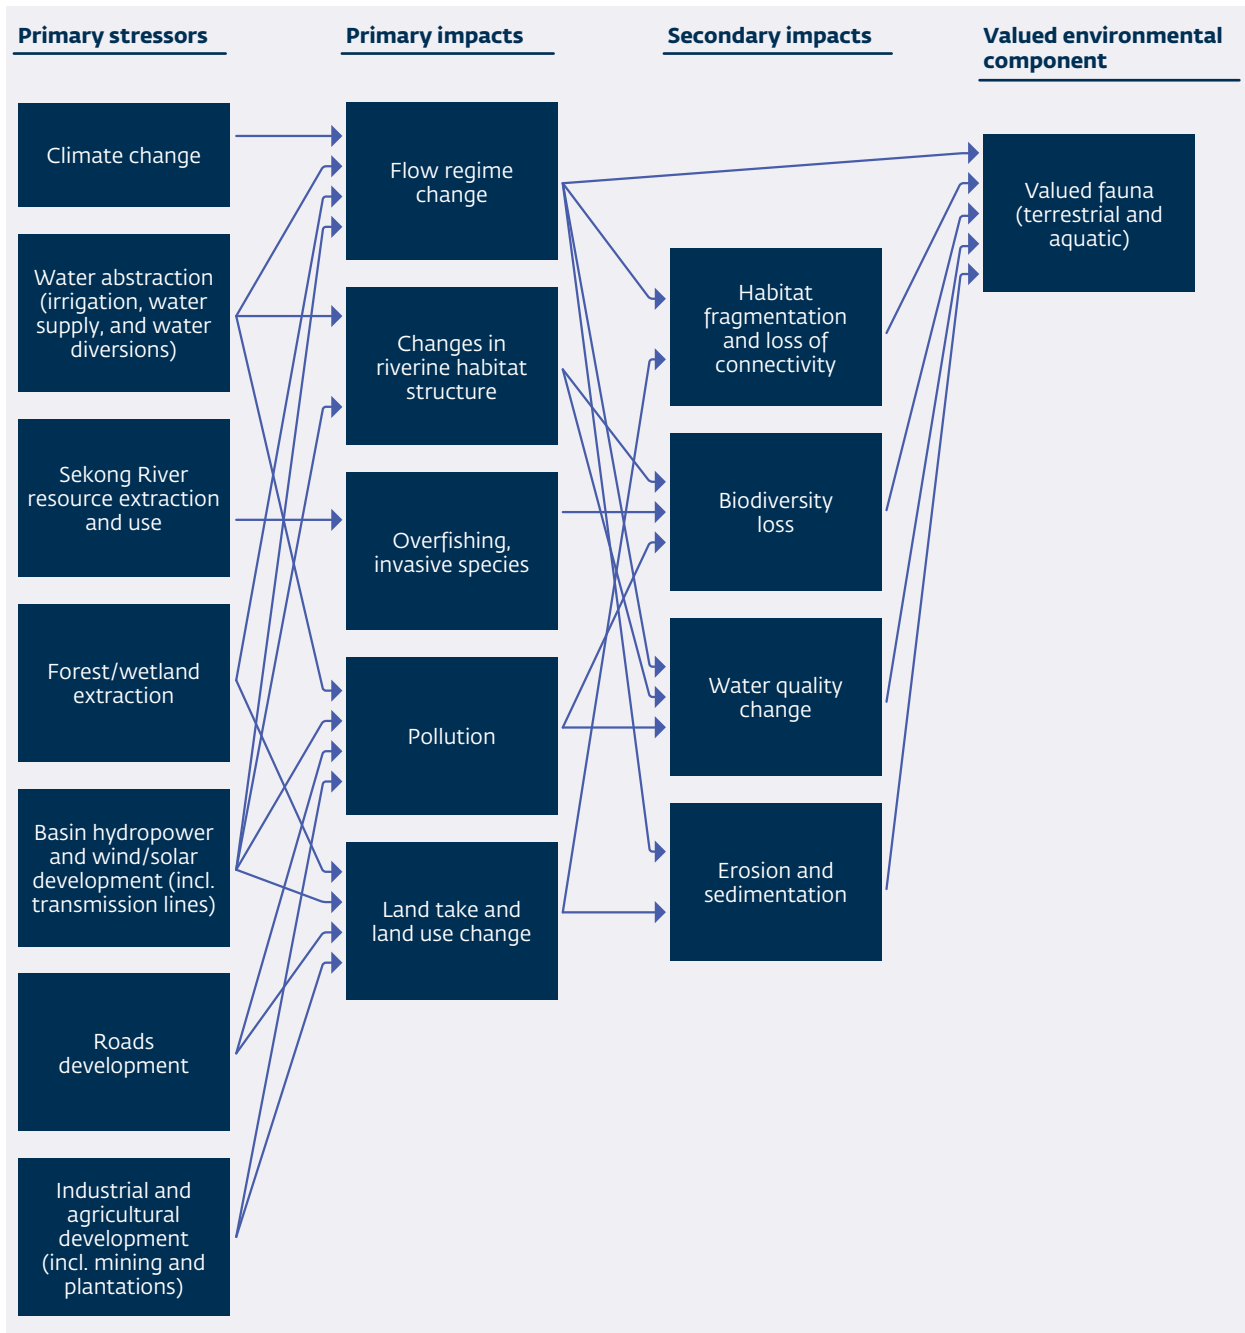 Primary stressors
Climate change
Water abstraction
(irrigation, water
supply, and water
diversions)
Sekong River
resource extraction
and use
Forest/wetland
extraction
Basin hydropower
and wind/solar
development (incl.
transmission lines)
Roads
development
Industrial and
agricultural
development
(incl. mining and
plantations)
Primary impacts
Flow regime
change
Changes in
riverine habitat
structure
Overfishing,
invasive species
Pollution
Land take and
land use change
Secondary impacts
Habitat
fragmentation
and loss of
connectivity
Biodiversity
loss
Water quality
change
Erosion and
sedimentation
Valued environmental
component
Valued fauna
(terrestrial and
aquatic)